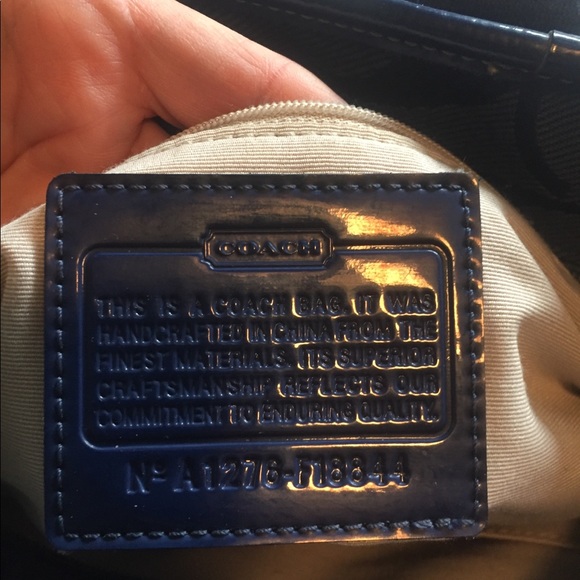 COACH
THIS IS A COACH BAG. IT WAS
HANDCRAFTED IN CHINA FROM THE
FINEST MATERIALS. ITS SUPERIOR
CRAFTSMANSHIP REFLECTS OUR
COMMITMENT TO ENDURING QUALITY.
Nº A1276-F18844